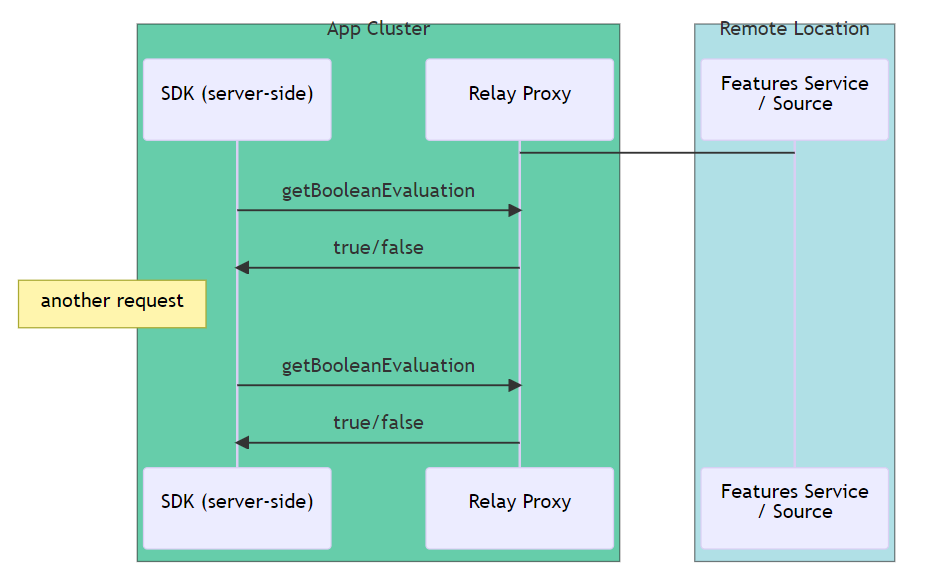 App Cluster
Remote Location
SDK (server-side)
Relay Proxy
Features Service
/ Source
getBooleanEvaluation
true/false
another request
getBooleanEvaluation
true/false
SDK (server-side)
Relay Proxy
Features Service
/ Source